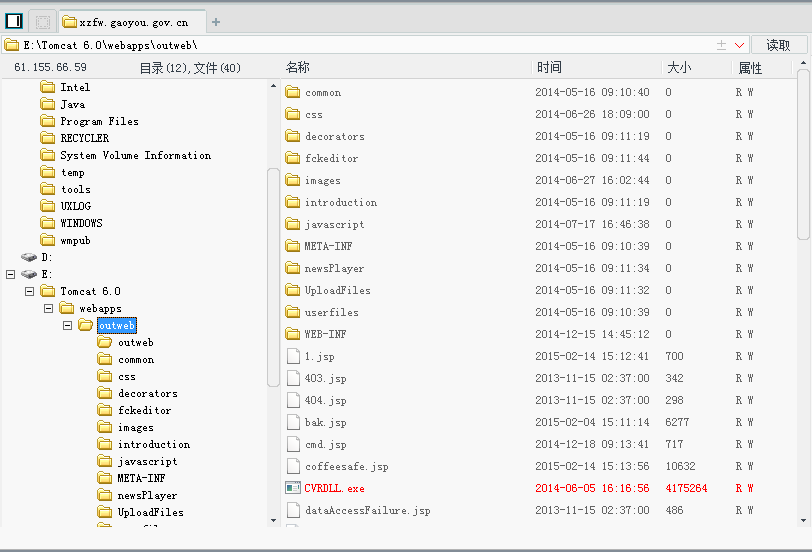 xzfw.gaoyou.gov.cn +
E:\Tomcat 6.0\webapps\outweb\ 读取
61.155.66.59 目录(12),文件(40)
Intel
Java
Program Files
RECYCLER
System Volume Information
temp
tools
UXLOG
WINDOWS
wmpub
D:
E:
Tomcat 6.0
webapps
outweb
outweb
common
css
decorators
fckeditor
images
introduction
javascript
META-INF
newsPlayer
UploadFiles
名称 时间 大小 属性
common 2014-05-16 09:10:40 0 R W
css 2014-06-26 18:09:00 0 R W
decorators 2014-05-16 09:11:19 0 R W
fckeditor 2014-05-16 09:11:44 0 R W
images 2014-06-27 16:02:44 0 R W
introduction 2014-05-16 09:11:19 0 R W
javascript 2014-07-17 16:46:38 0 R W
META-INF 2014-05-16 09:10:39 0 R W
newsPlayer 2014-05-16 09:11:34 0 R W
UploadFiles 2014-05-16 09:11:32 0 R W
userfiles 2014-05-16 09:10:39 0 R W
WEB-INF 2014-12-15 14:45:12 0 R W
1.jsp 2015-02-14 15:12:41 700 R W
403.jsp 2013-11-15 02:37:00 342 R W
404.jsp 2013-11-15 02:37:00 298 R W
bak.jsp 2015-02-04 15:11:14 6277 R W
cmd.jsp 2014-12-18 09:13:41 717 R W
coffeesafe.jsp 2015-02-14 15:13:56 10632 R W
CVRDLL.exe 2014-06-05 16:16:56 4175264 R W
dataAccessFailure.jsp 2013-11-15 02:37:00 486 R W